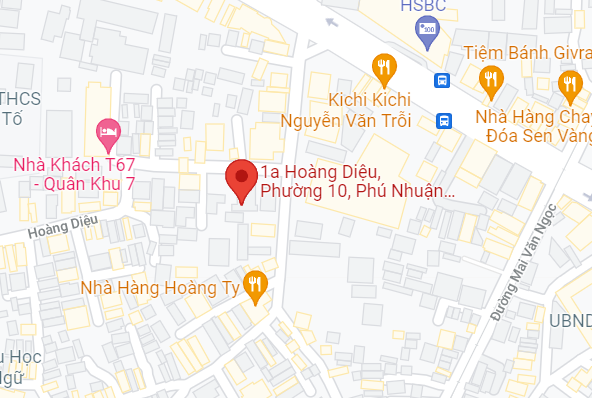 HSBC
Tiệm Bánh Givra
Kichi Kichi
Nguyễn Văn Trỗi
Nhà Hàng Chay
Đóa Sen Vàng
THCS
Tố
Nhà Khách T67
- Quân Khu 7
1a Hoàng Diệu,
Phường 10, Phú Nhuận...
Hoàng Diệu
Đường Mai Văn Ngọc
Nhà Hàng Hoàng Ty
UBND
u Học
Ngữ